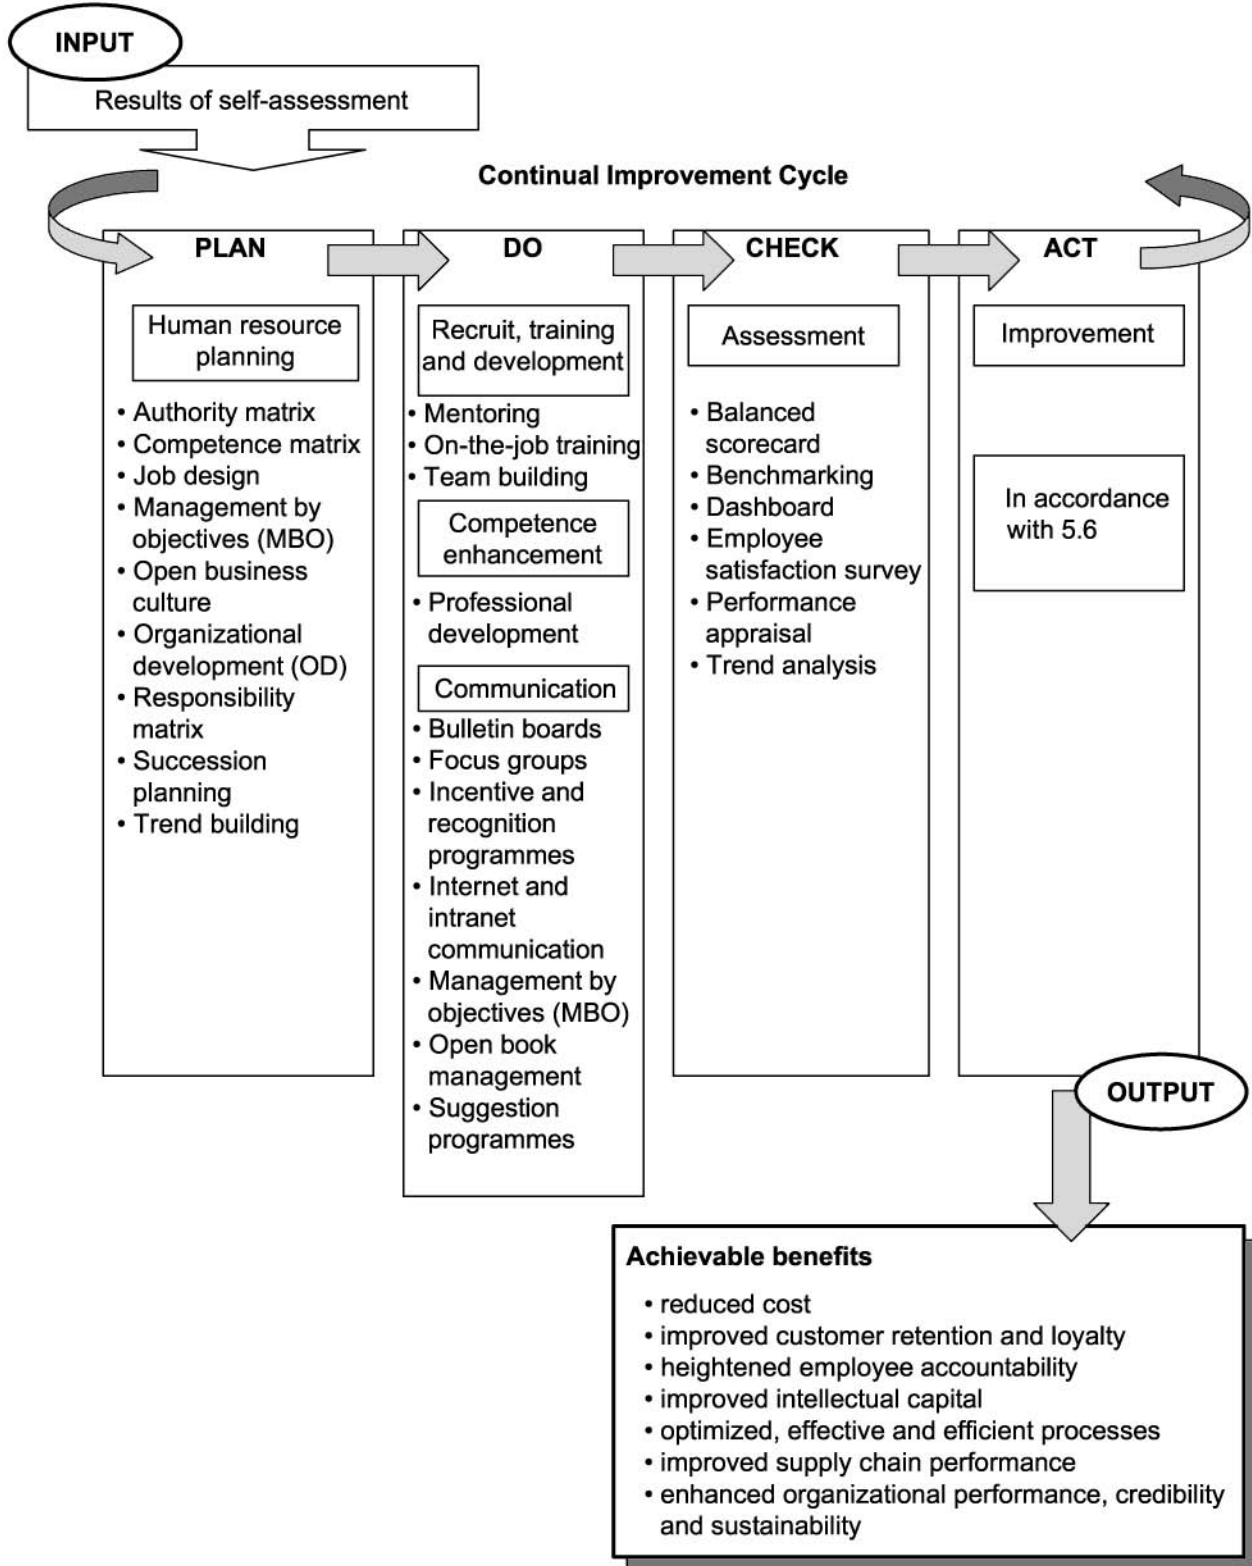 INPUT
Results of self-assessment
Continual Improvement Cycle
PLAN
Human resource
planning
• Authority matrix
• Competence matrix
• Job design
• Management by
objectives (MBO)
• Open business
culture
• Organizational
development (OD)
• Responsibility
matrix
• Succession
planning
• Trend building
DO
Recruit, training
and development
• Mentoring
• On-the-job training
• Team building
Competence
enhancement
• Professional
development
Communication
• Bulletin boards
• Focus groups
• Incentive and
recognition
programmes
• Internet and
intranet
communication
• Management by
objectives (MBO)
• Open book
management
• Suggestion
programmes
CHECK
Assessment
• Balanced
scorecard
• Benchmarking
• Dashboard
• Employee
satisfaction survey
• Performance
appraisal
• Trend analysis
ACT
Improvement
In accordance
with 5.6
OUTPUT
Achievable benefits
• reduced cost
• improved customer retention and loyalty
• heightened employee accountability
• improved intellectual capital
• optimized, effective and efficient processes
• improved supply chain performance
• enhanced organizational performance, credibility
and sustainability